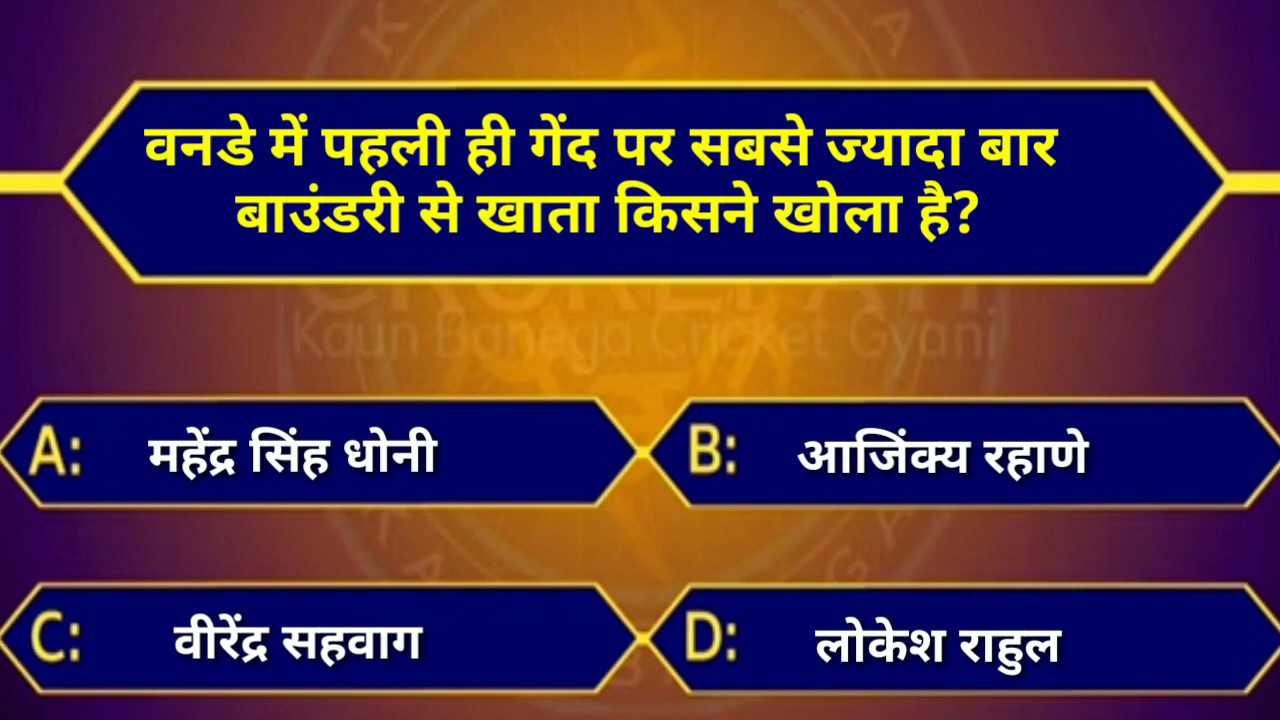 वनडे में पहली ही गेंद पर सबसे ज्यादा बार
बाउंडरी से खाता किसने खोला है?
Kaun Banega Cricket Gyani
A: महेंद्र सिंह धोनी
B: आजिंक्य रहाणे
C: वीरेंद्र सहवाग
D: लोकेश राहुल